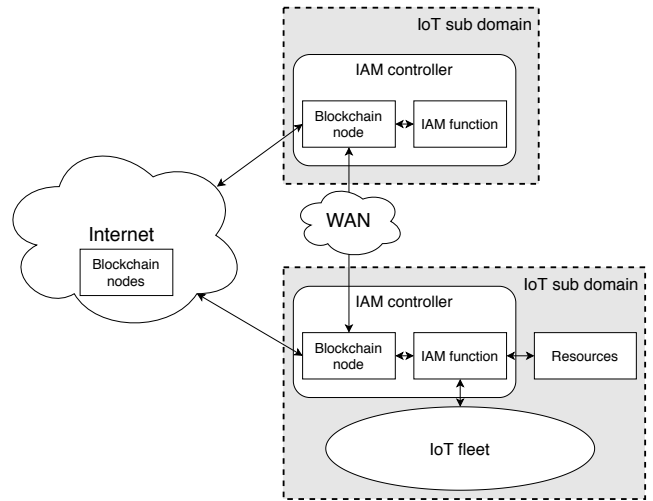 IoT sub domain
IAM controller
Blockchain
node
IAM function
WAN
Internet
Blockchain
nodes
IoT sub domain
IAM controller
Blockchain
node
IAM function
Resources
IoT fleet